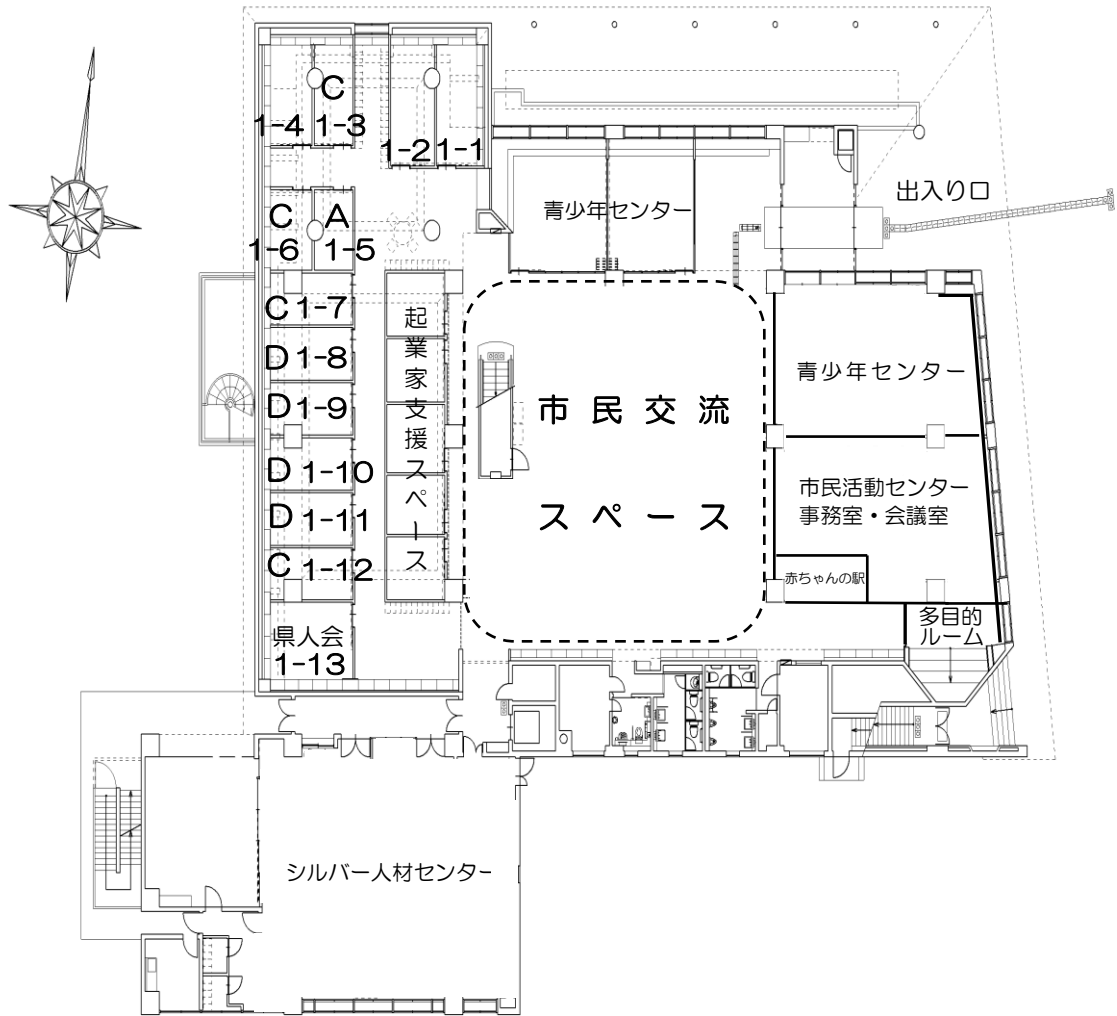 C
1-4 1-3
1-2 1-1
出入り口
青少年センター
C A
1-6 1-5
C 1-7
D 1-8
D 1-9
D 1-10
D 1-11
C 1-12
県人会
1-13
起業家支援スペース
市民交流
スペース
青少年センター
市民活動センター
事務室・会議室
赤ちゃんの駅
多目的
ルーム
シルバー人材センター